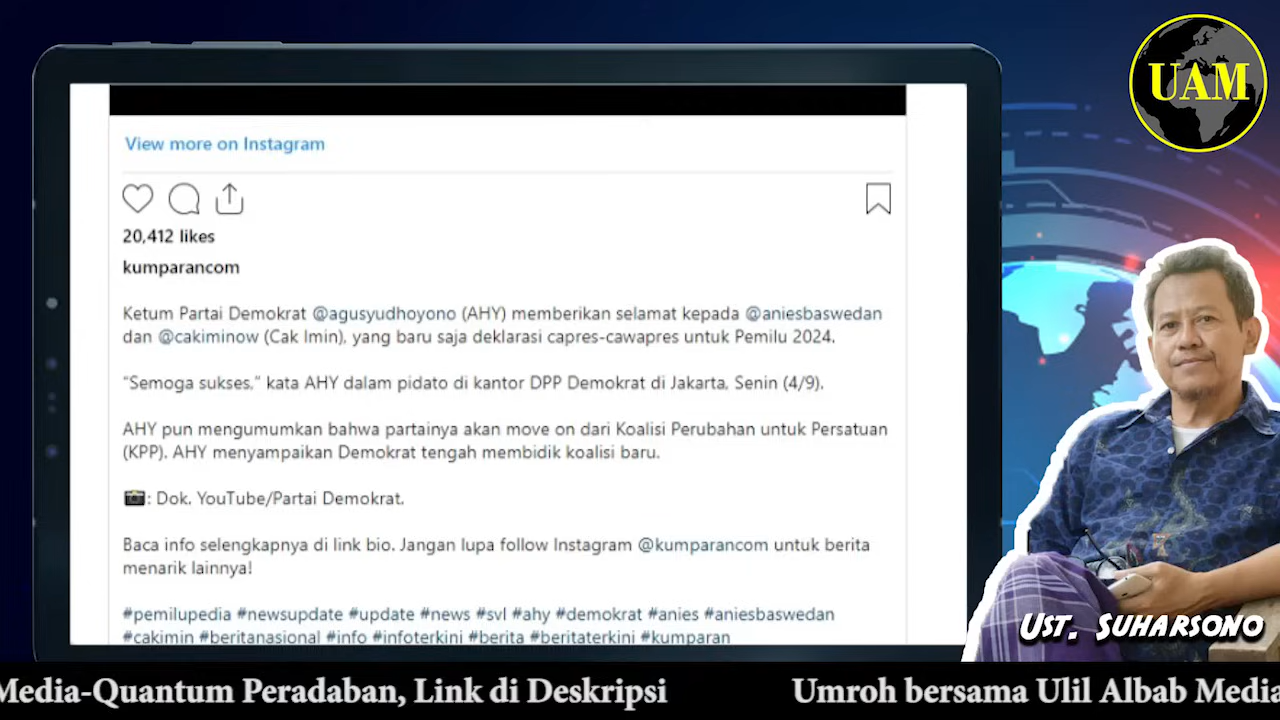 UAM
View more on Instagram
20,412 likes
kumparancom
Ketum Partai Demokrat @agusyudhoyono (AHY) memberikan selamat kepada @aniesbaswedan
dan @cakiminow (Cak Imin), yang baru saja deklarasi capres-cawapres untuk Pemilu 2024.
"Semoga sukses," kata AHY dalam pidato di kantor DPP Demokrat di Jakarta, Senin (4/9).
AHY pun mengumumkan bahwa partainya akan move on dari Koalisi Perubahan untuk Persatuan
(KPP). AHY menyampaikan Demokrat tengah membidik koalisi baru.
📷: Dok. YouTube/Partai Demokrat.
Baca info selengkapnya di link bio. Jangan lupa follow Instagram @kumparancom untuk berita
menarik lainnya!
#pemilupedia #newsupdate #update #news #svl #ahy #demokrat #anies #aniesbaswedan
#cakimin #beritanasional #info #infoterkini #berita #beritaterkini #kumparan
Ust. Suharsono
Media-Quantum Peradaban, Link di Deskripsi
Umroh bersama Ulil Albab Media